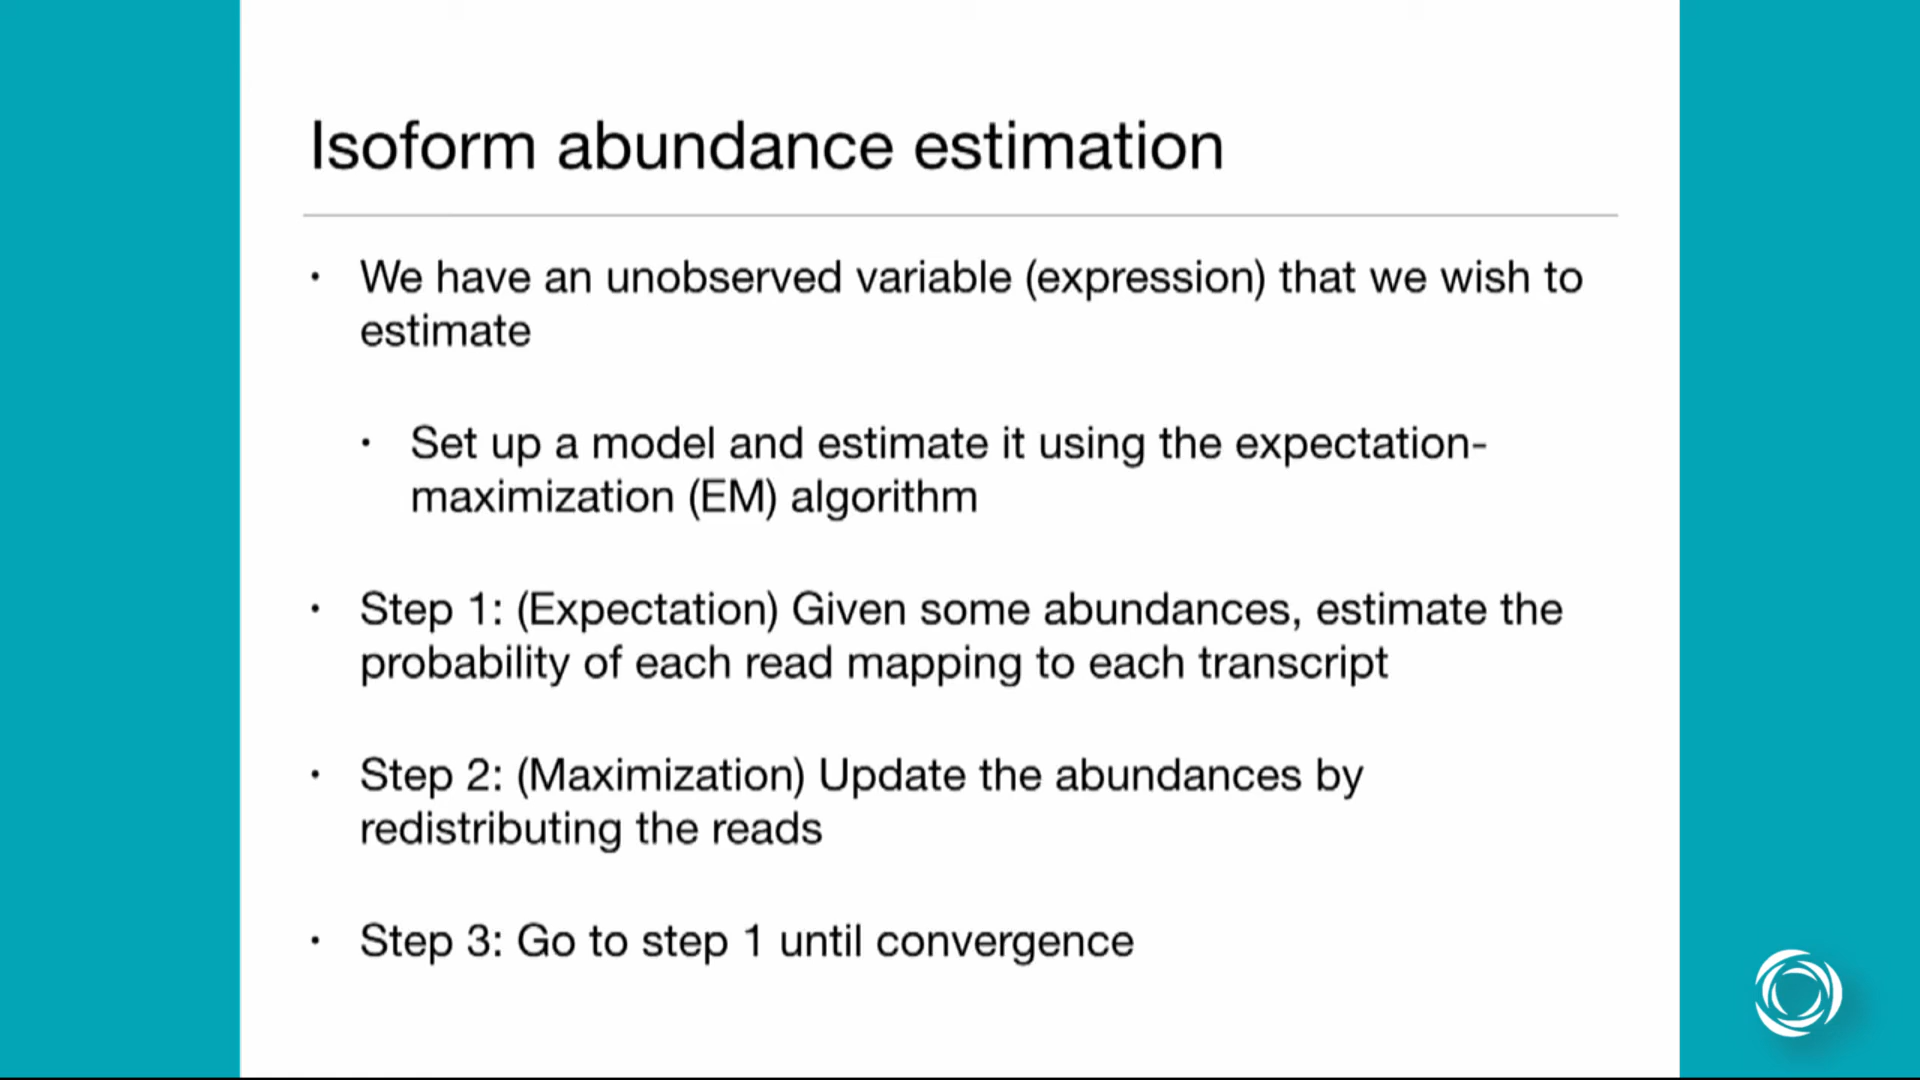 Isoform abundance estimation
• We have an unobserved variable (expression) that we wish to
estimate
• Set up a model and estimate it using the expectation-
maximization (EM) algorithm
• Step 1: (Expectation) Given some abundances, estimate the
probability of each read mapping to each transcript
• Step 2: (Maximization) Update the abundances by
redistributing the reads
• Step 3: Go to step 1 until convergence